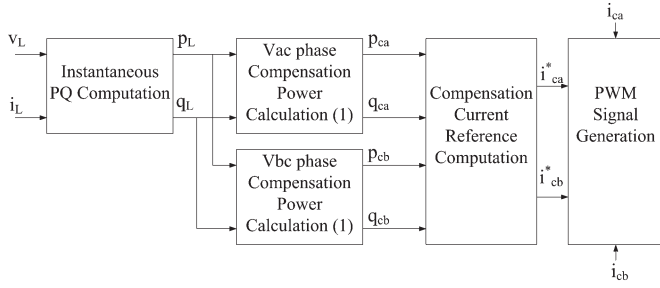 v_L
i_L
Instantaneous
PQ Computation
p_L
q_L
Vac phase
Compensation
Power
Calculation (1)
Vbc phase
Compensation
Power
Calculation (1)
p_ca
q_ca
p_cb
q_cb
Compensation
Current
Reference
Computation
i*_ca
i*_cb
i_ca
PWM
Signal
Generation
i_cb